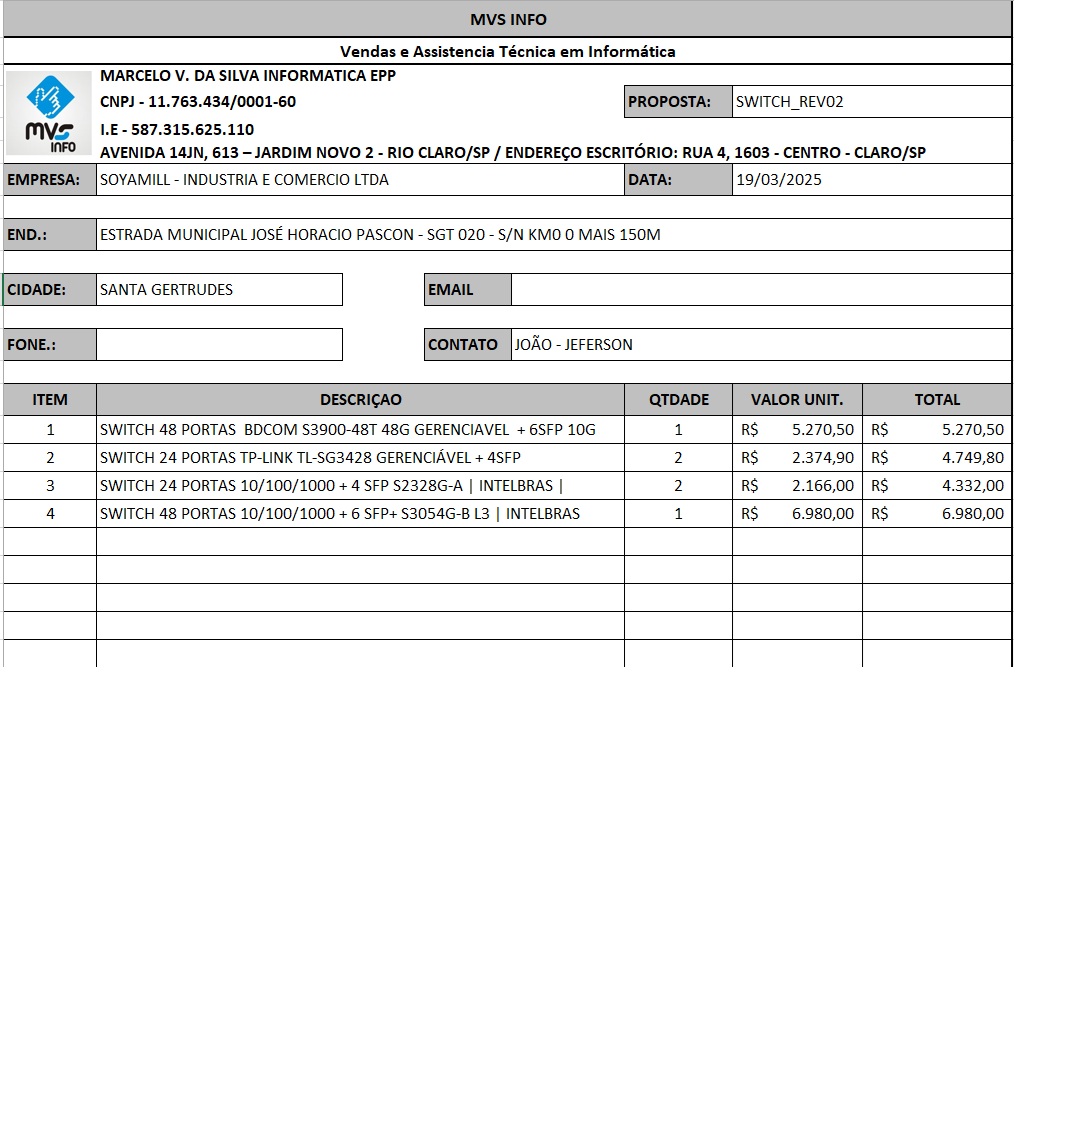 MVS INFO
Vendas e Assistencia Técnica em Informática
mvs
INFO
MARCELO V. DA SILVA INFORMATICA EPP
CNPJ - 11.763.434/0001-60
PROPOSTA: SWITCH_REV02
I.E - 587.315.625.110
AVENIDA 14JN, 613 – JARDIM NOVO 2 - RIO CLARO/SP / ENDEREÇO ESCRITÓRIO: RUA 4, 1603 - CENTRO - CLARO/SP
EMPRESA: SOYAMILL - INDUSTRIA E COMERCIO LTDA DATA: 19/03/2025
END.: ESTRADA MUNICIPAL JOSÉ HORACIO PASCON - SGT 020 - S/N KM0 0 MAIS 150M
CIDADE: SANTA GERTRUDES EMAIL
FONE.: CONTATO JOÃO - JEFERSON
ITEM DESCRIÇAO QTDADE VALOR UNIT. TOTAL
1 SWITCH 48 PORTAS  BDCOM S3900-48T 48G GERENCIAVEL  + 6SFP 10G 1 R$ 5.270,50 R$ 5.270,50
2 SWITCH 24 PORTAS TP-LINK TL-SG3428 GERENCIÁVEL + 4SFP 2 R$ 2.374,90 R$ 4.749,80
3 SWITCH 24 PORTAS 10/100/1000 + 4 SFP S2328G-A | INTELBRAS | 2 R$ 2.166,00 R$ 4.332,00
4 SWITCH 48 PORTAS 10/100/1000 + 6 SFP+ S3054G-B L3 | INTELBRAS 1 R$ 6.980,00 R$ 6.980,00